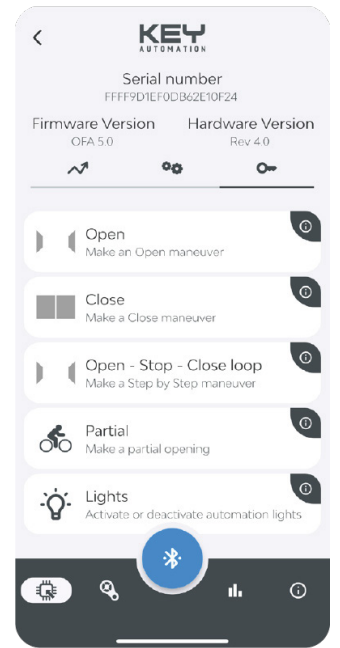 KEY
AUTOMATION
Serial number
FFFF9D1EF0DB62E10F24
Firmware Version
OFA 5.0
Hardware Version
Rev 4.0
Open
Make an Open maneuver
Close
Make a Close maneuver
Open - Stop - Close loop
Make a Step by Step maneuver
Partial
Make a partial opening
Lights
Activate or deactivate automation lights